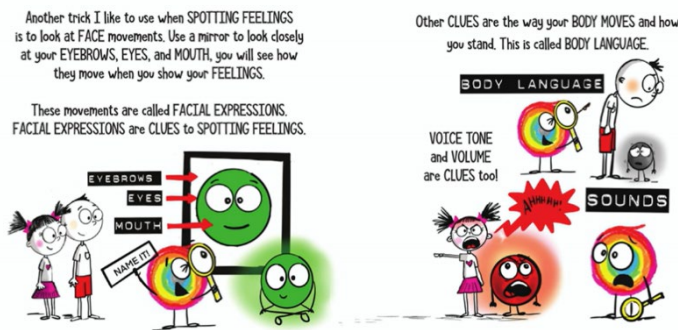 Another trick I like to use when SPOTTING FEELINGS
is to look at FACE movements. Use a mirror to look closely
at your EYEBROWS, EYES, and MOUTH, you will see how
they move when you show your FEELINGS.
These movements are called FACIAL EXPRESSIONS.
FACIAL EXPRESSIONS are CLUES to SPOTTING FEELINGS.
EYEBROWS
EYES
MOUTH
NAME IT!
Other CLUES are the way your BODY MOVES and how
you stand. This is called BODY LANGUAGE.
BODY LANGUAGE
VOICE TONE
and VOLUME
are CLUES too!
AHHHHY!
SOUNDS